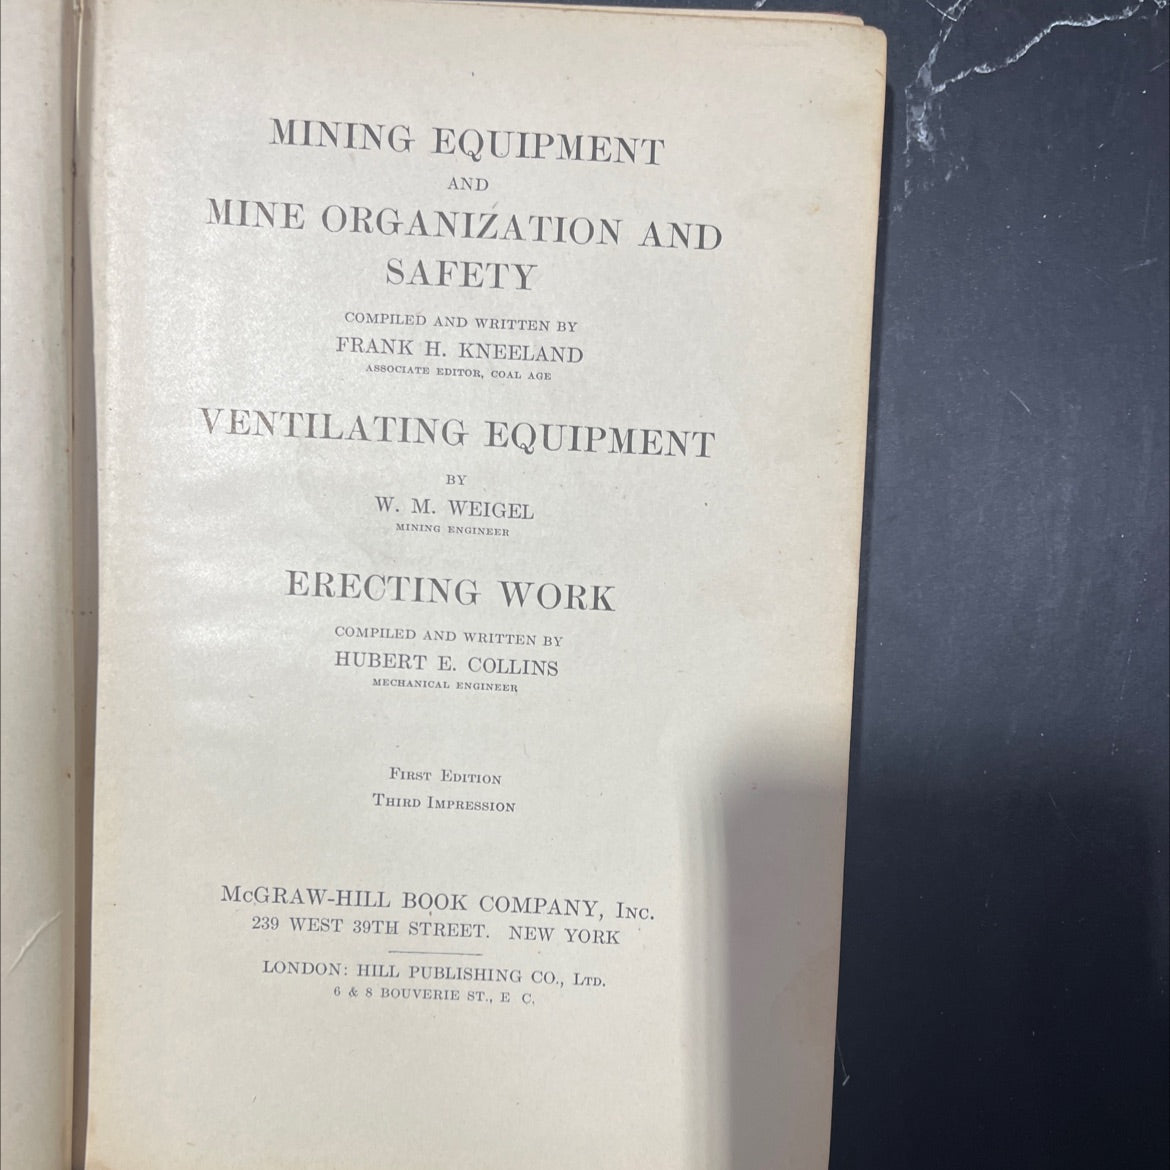 MINING EQUIPMENT
AND
MINE ORGANIZATION AND
SAFETY
COMPILED AND WRITTEN BY
FRANK H. KNEELAND
ASSOCIATE EDITOR, COAL AGE
VENTILATING EQUIPMENT
BY
W. M. WEIGEL
MINING ENGINEER
ERECTING WORK
COMPILED AND WRITTEN BY
HUBERT E. COLLINS
MECHANICAL ENGINEER
FIRST EDITION
THIRD IMPRESSION
McGRAW-HILL BOOK COMPANY, INC.
239 WEST 39TH STREET. NEW YORK
LONDON: HILL PUBLISHING CO., LTD.
6 & 8 BOUVERIE ST., E C.